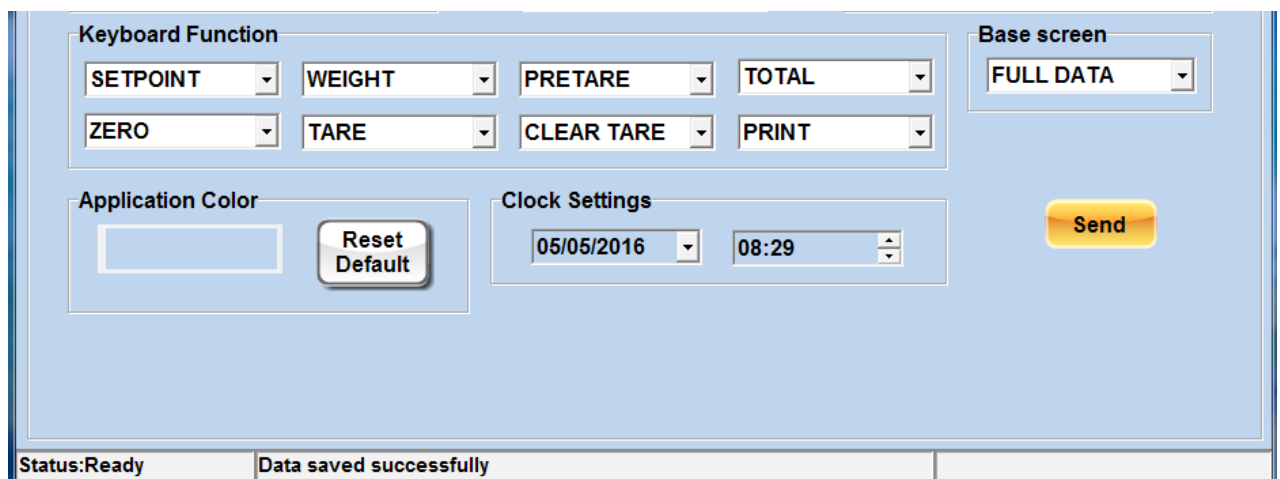 Keyboard Function
Base screen
SETPOINT WEIGHT PRETARE TOTAL
FULL DATA
ZERO TARE CLEAR TARE PRINT
Application Color
Clock Settings
Reset
Default
05/05/2016 08:29
Send
Status:Ready Data saved successfully